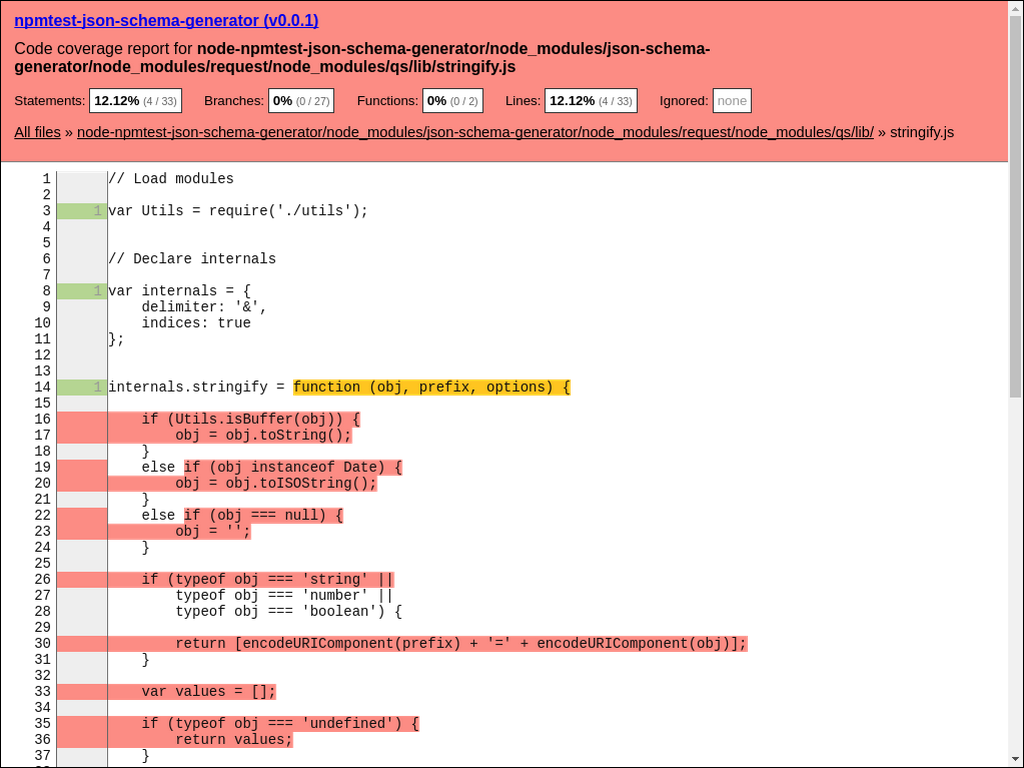 npmtest-json-schema-generator (v0.0.1)
Code coverage report for node-npmtest-json-schema-generator/node_modules/json-schema-
generator/node_modules/request/node_modules/qs/lib/stringify.js
Statements: 12.12% (4 / 33) Branches: 0% (0 / 27) Functions: 0% (0 / 2) Lines: 12.12% (4 / 33) Ignored: none
All files » node-npmtest-json-schema-generator/node_modules/json-schema-generator/node_modules/request/node_modules/qs/lib/ » stringify.js
1 // Load modules
2
3 1 var Utils = require('./utils');
4
5
6 // Declare internals
7
8 1 var internals = {
9 delimiter: '&',
10 indices: true
11 };
12
13
14 1 internals.stringify = function (obj, prefix, options) {
15
16 if (Utils.isBuffer(obj)) {
17 obj = obj.toString();
18 }
19 else if (obj instanceof Date) {
20 obj = obj.toISOString();
21 }
22 else if (obj === null) {
23 obj = '';
24 }
25
26 if (typeof obj === 'string' ||
27 typeof obj === 'number' ||
28 typeof obj === 'boolean') {
29
30 return [encodeURIComponent(prefix) + '=' + encodeURIComponent(obj)];
31 }
32
33 var values = [];
34
35 if (typeof obj === 'undefined') {
36 return values;
37 }